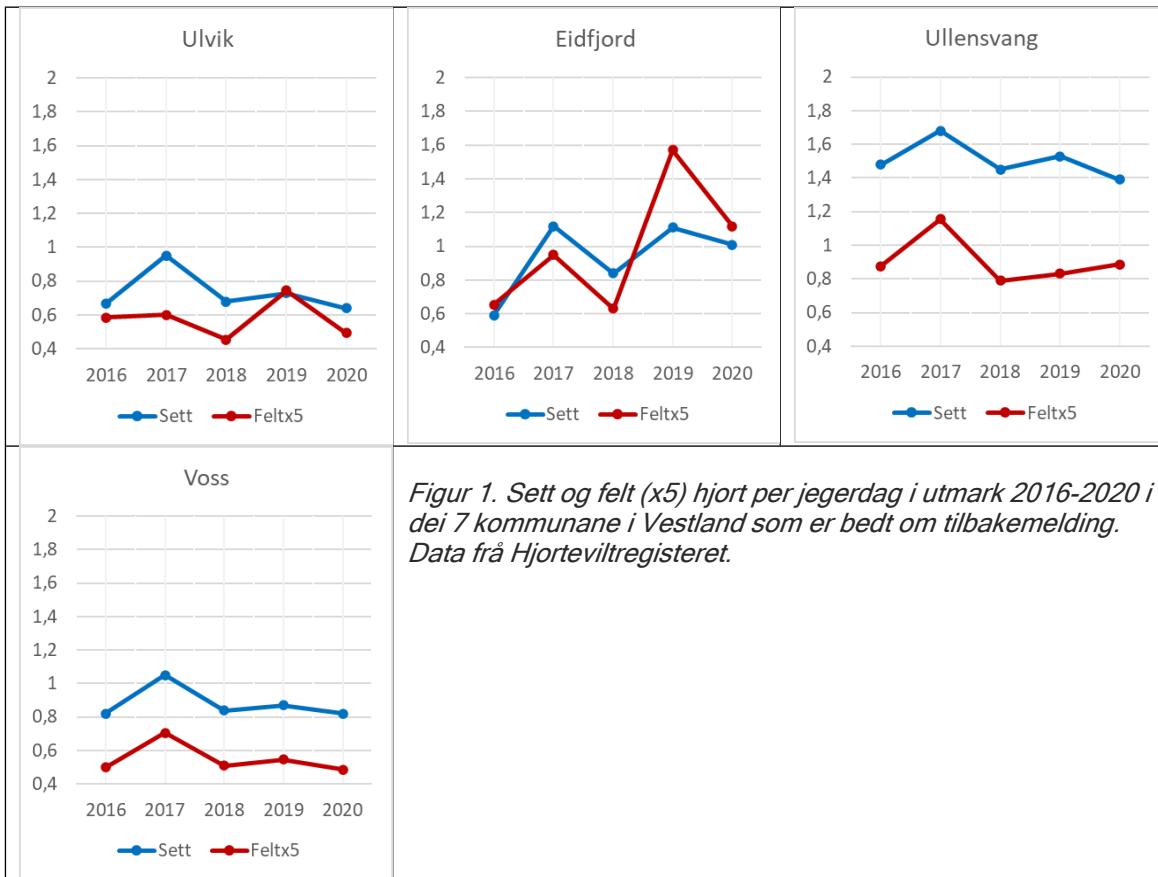 Ulvik
2
1,8
1,6
1,4
1,2
1
0,8
0,6
0,4
2016 2017 2018 2019 2020
Sett Feltx5
Eidfjord
2
1,8
1,6
1,4
1,2
1
0,8
0,6
0,4
2016 2017 2018 2019 2020
Sett Feltx5
Ullensvang
2
1,8
1,6
1,4
1,2
1
0,8
0,6
0,4
2016 2017 2018 2019 2020
Sett Feltx5
Voss
2
1,8
1,6
1,4
1,2
1
0,8
0,6
0,4
2016 2017 2018 2019 2020
Sett Feltx5
Figur 1. Sett og felt (x5) hjort per jegerdag i utmark 2016-2020 i
dei 7 kommunane i Vestland som er bedt om tilbakemelding.
Data frå Hjorteviltregisteret.